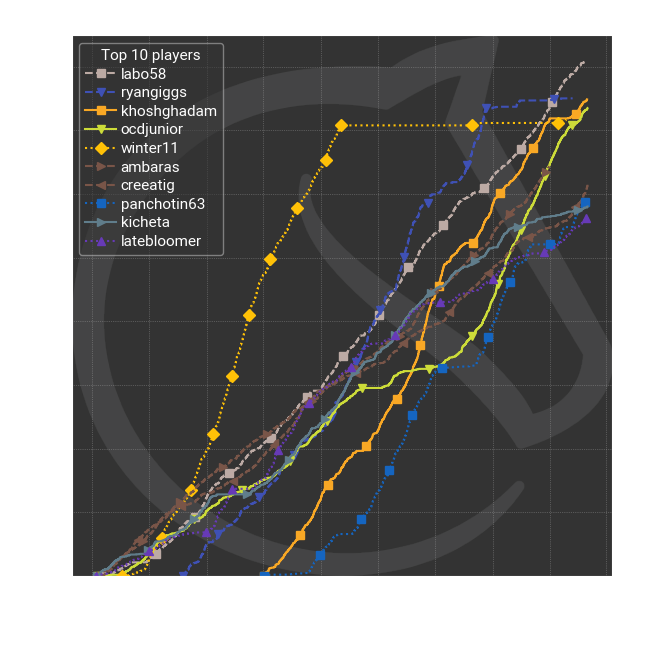 Top 10 players
labo58
ryangiggs
khoshghadam
ocdjunior
winter11
ambaras
creeatig
panchotin63
kicheta
latebloomer